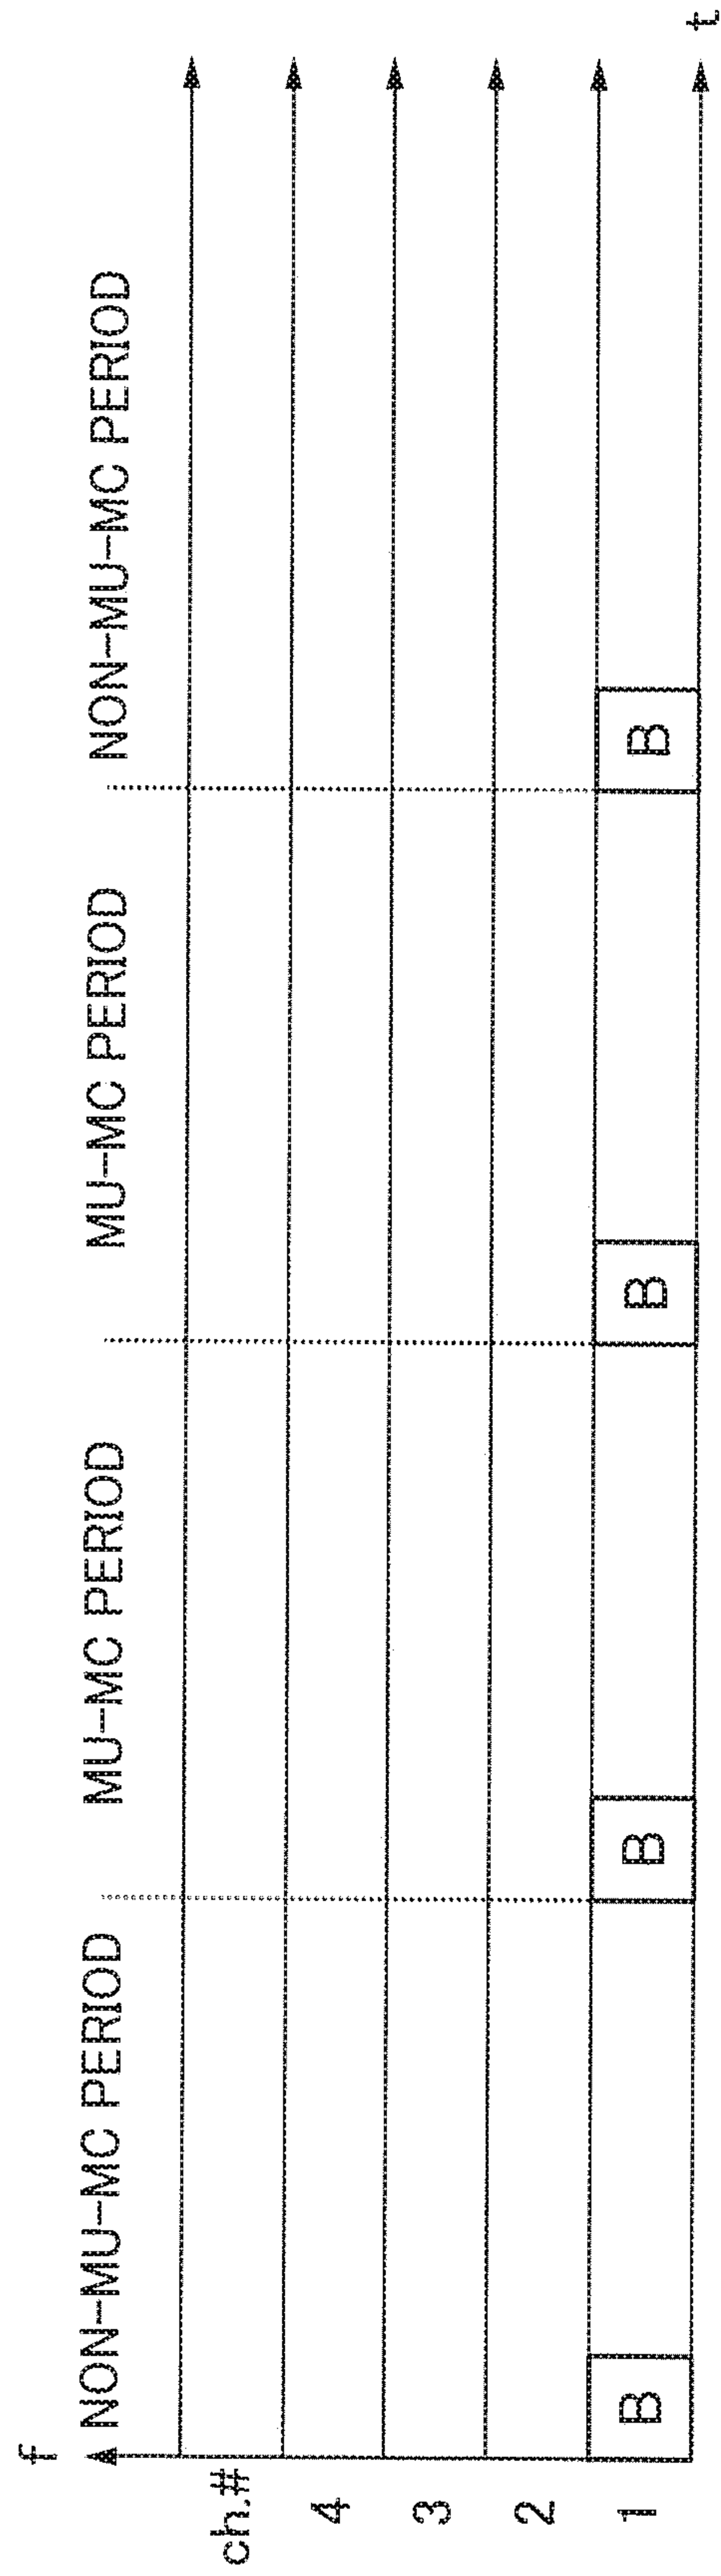 f
NON-MU-MC PERIOD
MU-MC PERIOD
MU-MC PERIOD
NON-MU-MC PERIOD
ch.#
4
3
2
1
B
B
B
B
t